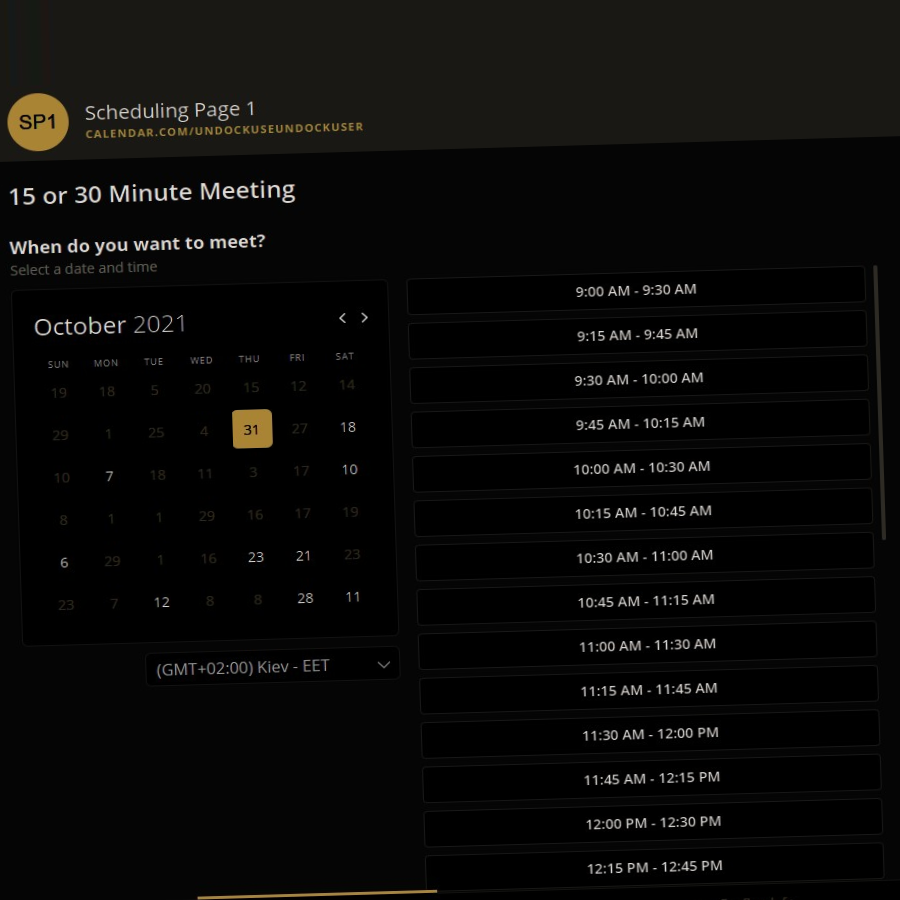 SP1
Scheduling Page 1
CALENDAR.COM/UNDOCKUSEUNDOCKUSER
15 or 30 Minute Meeting
When do you want to meet?
Select a date and time
October 2021
SUN MON TUE WED THU FRI SAT
19 18 5 20 15 12 14
29 1 25 4 31 27 18
10 7 18 11 3 17 10
8 1 1 29 16 17 19
6 29 1 16 23 21 23
23 7 12 8 8 28 11
(GMT+02:00) Kiev - EET
9:00 AM - 9:30 AM
9:15 AM - 9:45 AM
9:30 AM - 10:00 AM
9:45 AM - 10:15 AM
10:00 AM - 10:30 AM
10:15 AM - 10:45 AM
10:30 AM - 11:00 AM
10:45 AM - 11:15 AM
11:00 AM - 11:30 AM
11:15 AM - 11:45 AM
11:30 AM - 12:00 PM
11:45 AM - 12:15 PM
12:00 PM - 12:30 PM
12:15 PM - 12:45 PM